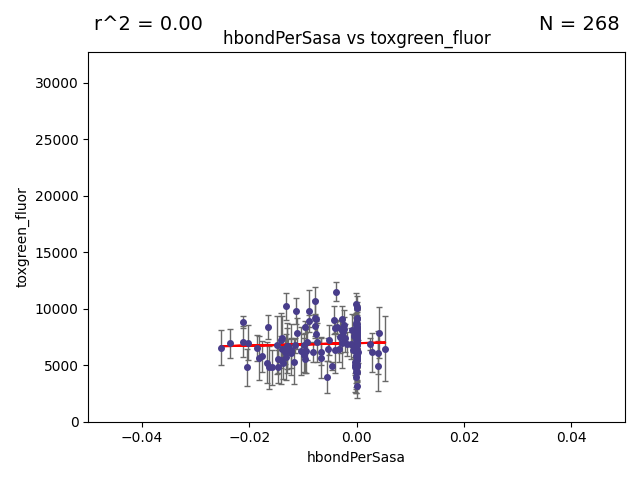 r^2 = 0.00
N = 268
hbondPerSasa vs toxgreen_fluor
30000
25000
20000
15000
10000
5000
0
toxgreen_fluor
−0.04
−0.02
0.00
0.02
0.04
hbondPerSasa